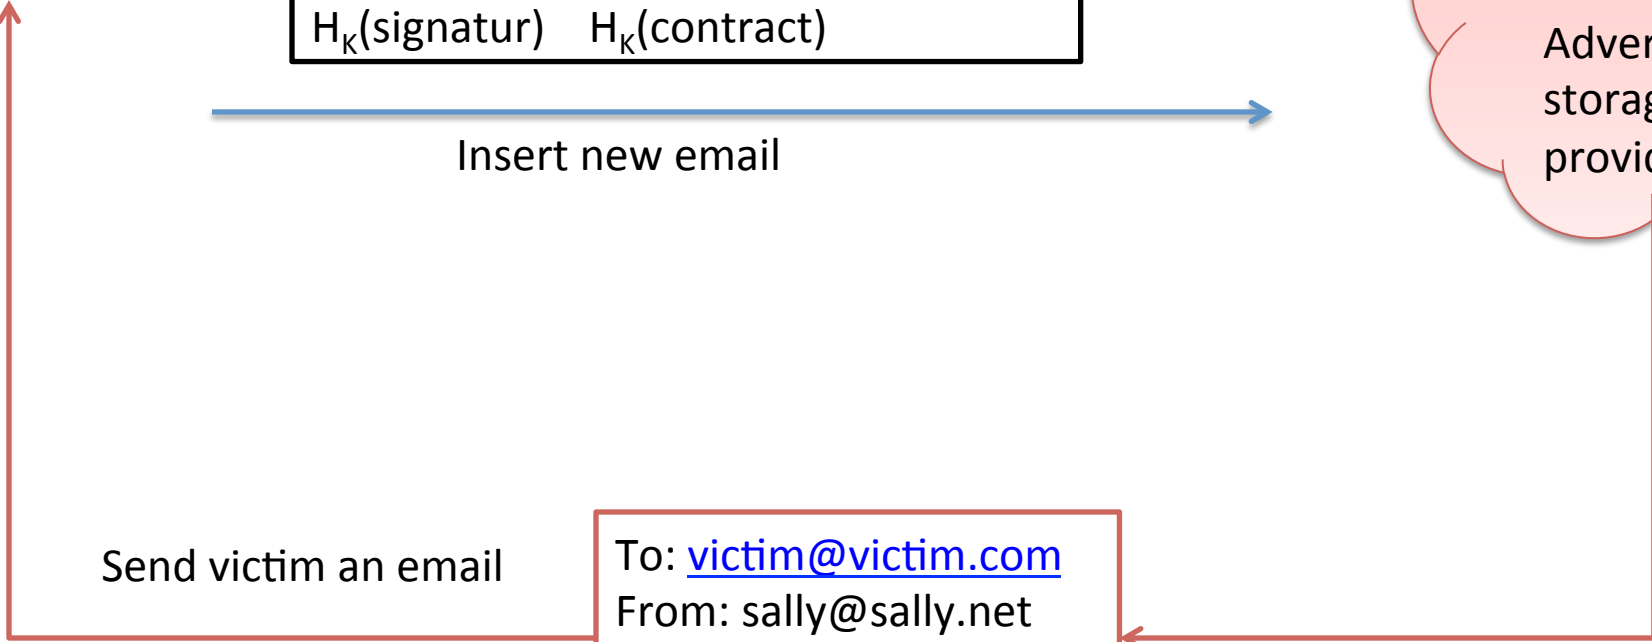 H_K(signatur) H_K(contract)
Insert new email
storag
provid
Send victim an email
To: victim@victim.com
From: sally@sally.net